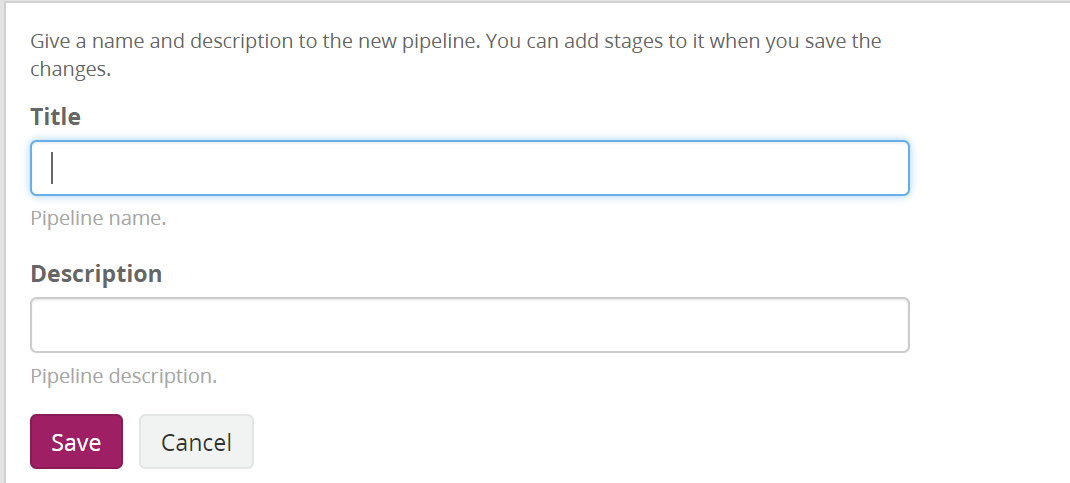 Give a name and description to the new pipeline. You can add stages to it when you save the
changes.
Title
Pipeline name.
Description
Pipeline description.
Save Cancel